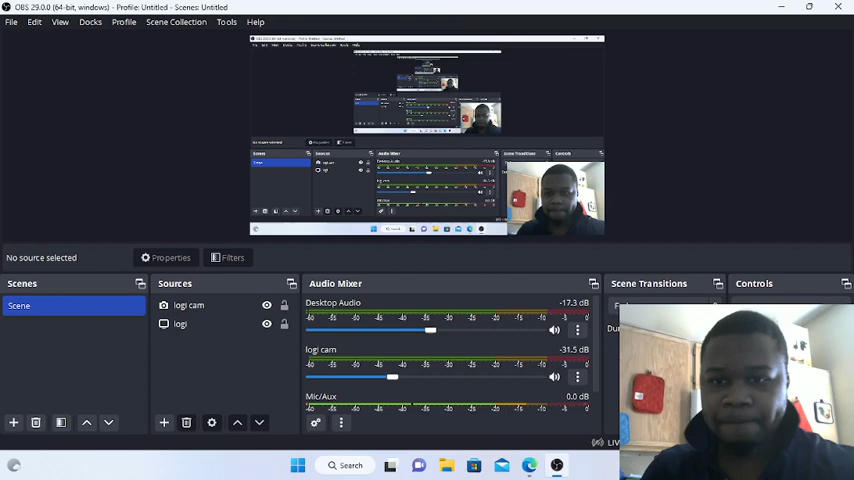 OBS 29.0.0 (64-bit, windows) - Profile: Untitled - Scenes: Untitled
File Edit View Docks Profile Scene Collection Tools Help
No source selected Properties Filters
Scenes Sources Audio Mixer Scene Transitions Controls
Scene
logi cam
logi
Desktop Audio -17.3 dB
-60 -55 -50 -45 -40 -35 -30 -25 -20 -15 -10 -5 0
logi cam -31.5 dB
-60 -55 -50 -45 -40 -35 -30 -25 -20 -15 -10 -5 0
Mic/Aux 0.0 dB
-60 -55 -50 -45 -40 -35 -30 -25 -20 -15 -10 -5 0
Search